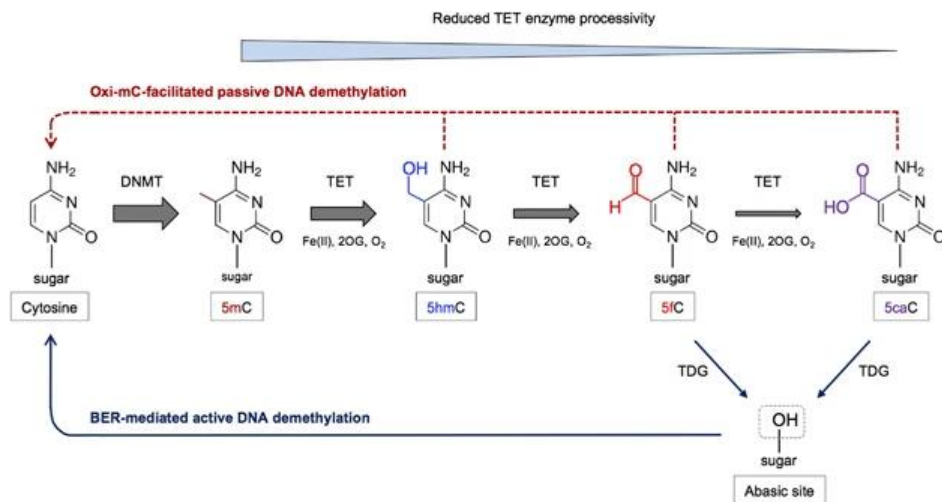 Reduced TET enzyme processivity
Oxi-mC-facilitated passive DNA demethylation
NH₂
N
N
O
sugar
Cytosine
DNMT
NH₂
N
N
O
sugar
5mC
TET
Fe(II), 2OG, O₂
OH
NH₂
N
N
O
sugar
5hmC
TET
Fe(II), 2OG, O₂
O
H
NH₂
N
N
O
sugar
5fC
TET
Fe(II), 2OG, O₂
O
HO
NH₂
N
N
O
sugar
5caC
TDG
TDG
BER-mediated active DNA demethylation
OH
sugar
Abasic site